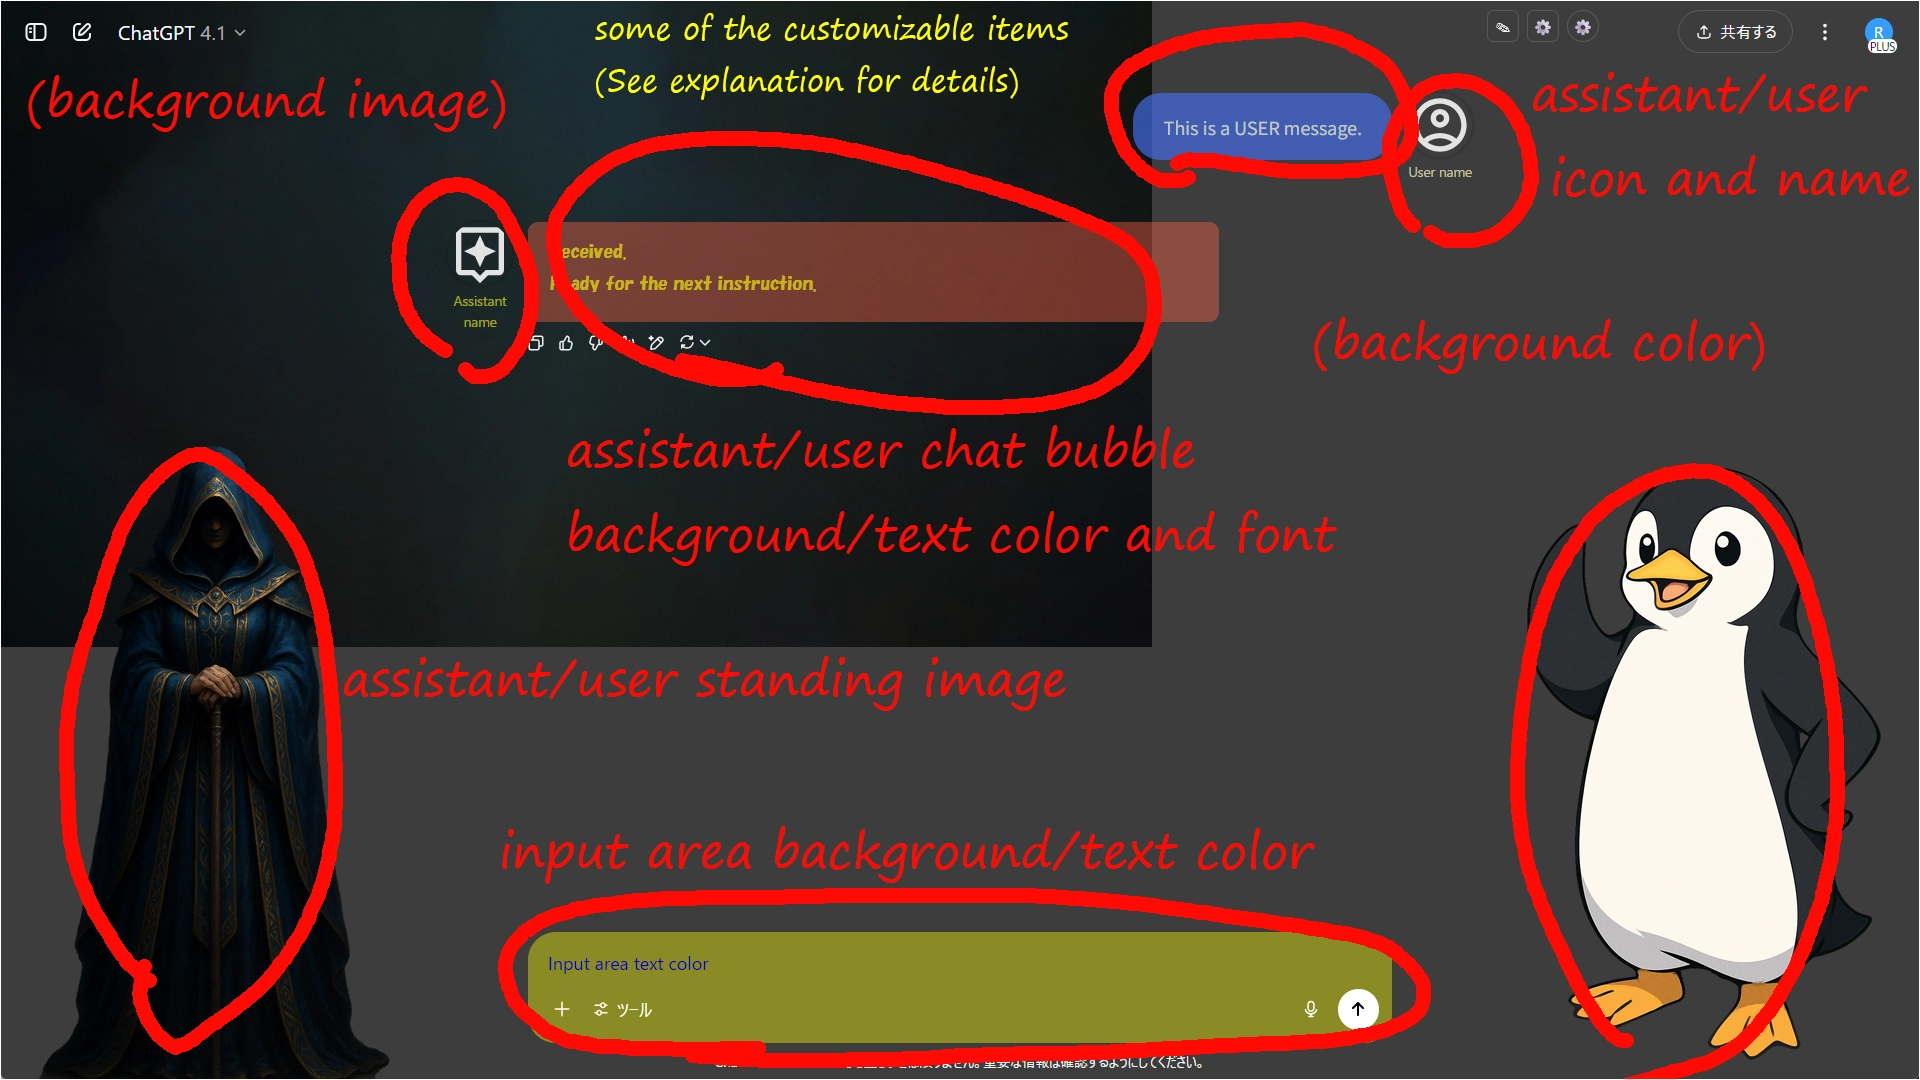 ChatGPT 4.1
some of the customizable items
(See explanation for details)
共有する
R
PLUS
(background image)
This is a USER message.
User name
assistant/user
icon and name
eceived.
ady for the next instruction.
Assistant
name
(background color)
assistant/user chat bubble
background/text color and font
assistant/user standing image
input area background/text color
Input area text color
ツール
重要な情報は確認するようにしてください。